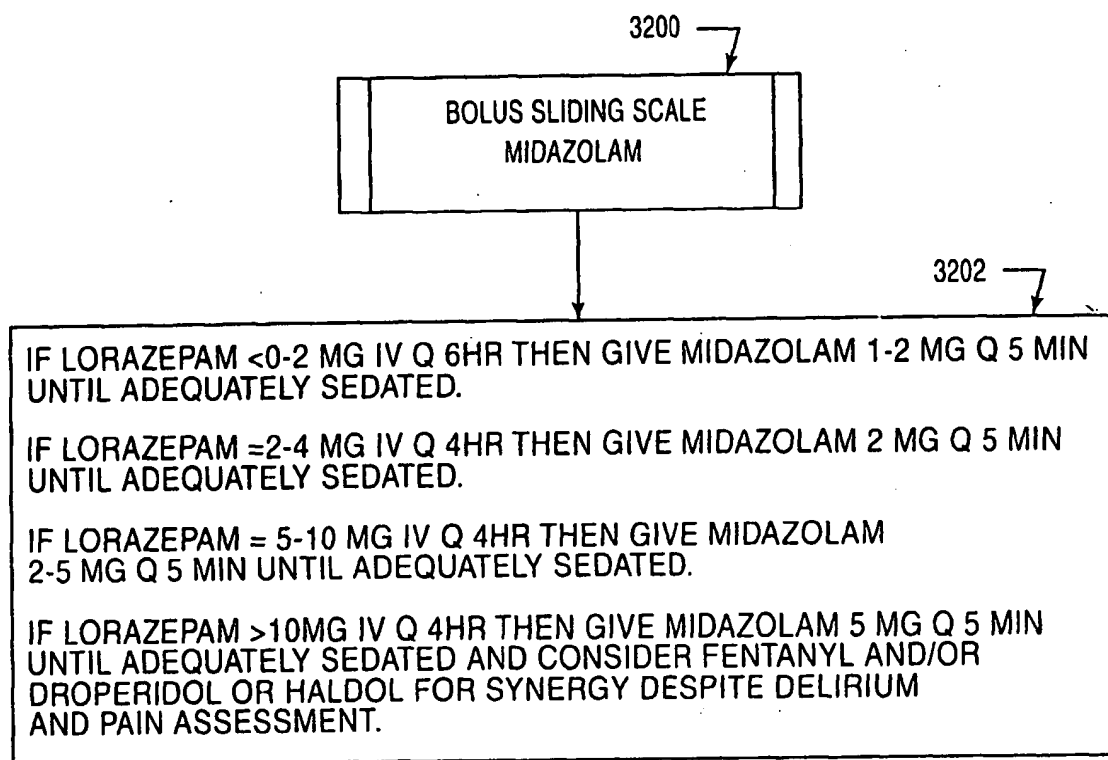 3200
BOLUS SLIDING SCALE
MIDAZOLAM
3202
IF LORAZEPAM <0-2 MG IV Q 6HR THEN GIVE MIDAZOLAM 1-2 MG Q 5 MIN
UNTIL ADEQUATELY SEDATED.
IF LORAZEPAM =2-4 MG IV Q 4HR THEN GIVE MIDAZOLAM 2 MG Q 5 MIN
UNTIL ADEQUATELY SEDATED.
IF LORAZEPAM = 5-10 MG IV Q 4HR THEN GIVE MIDAZOLAM
2-5 MG Q 5 MIN UNTIL ADEQUATELY SEDATED.
IF LORAZEPAM >10MG IV Q 4HR THEN GIVE MIDAZOLAM 5 MG Q 5 MIN
UNTIL ADEQUATELY SEDATED AND CONSIDER FENTANYL AND/OR
DROPERIDOL OR HALDOL FOR SYNERGY DESPITE DELIRIUM
AND PAIN ASSESSMENT.